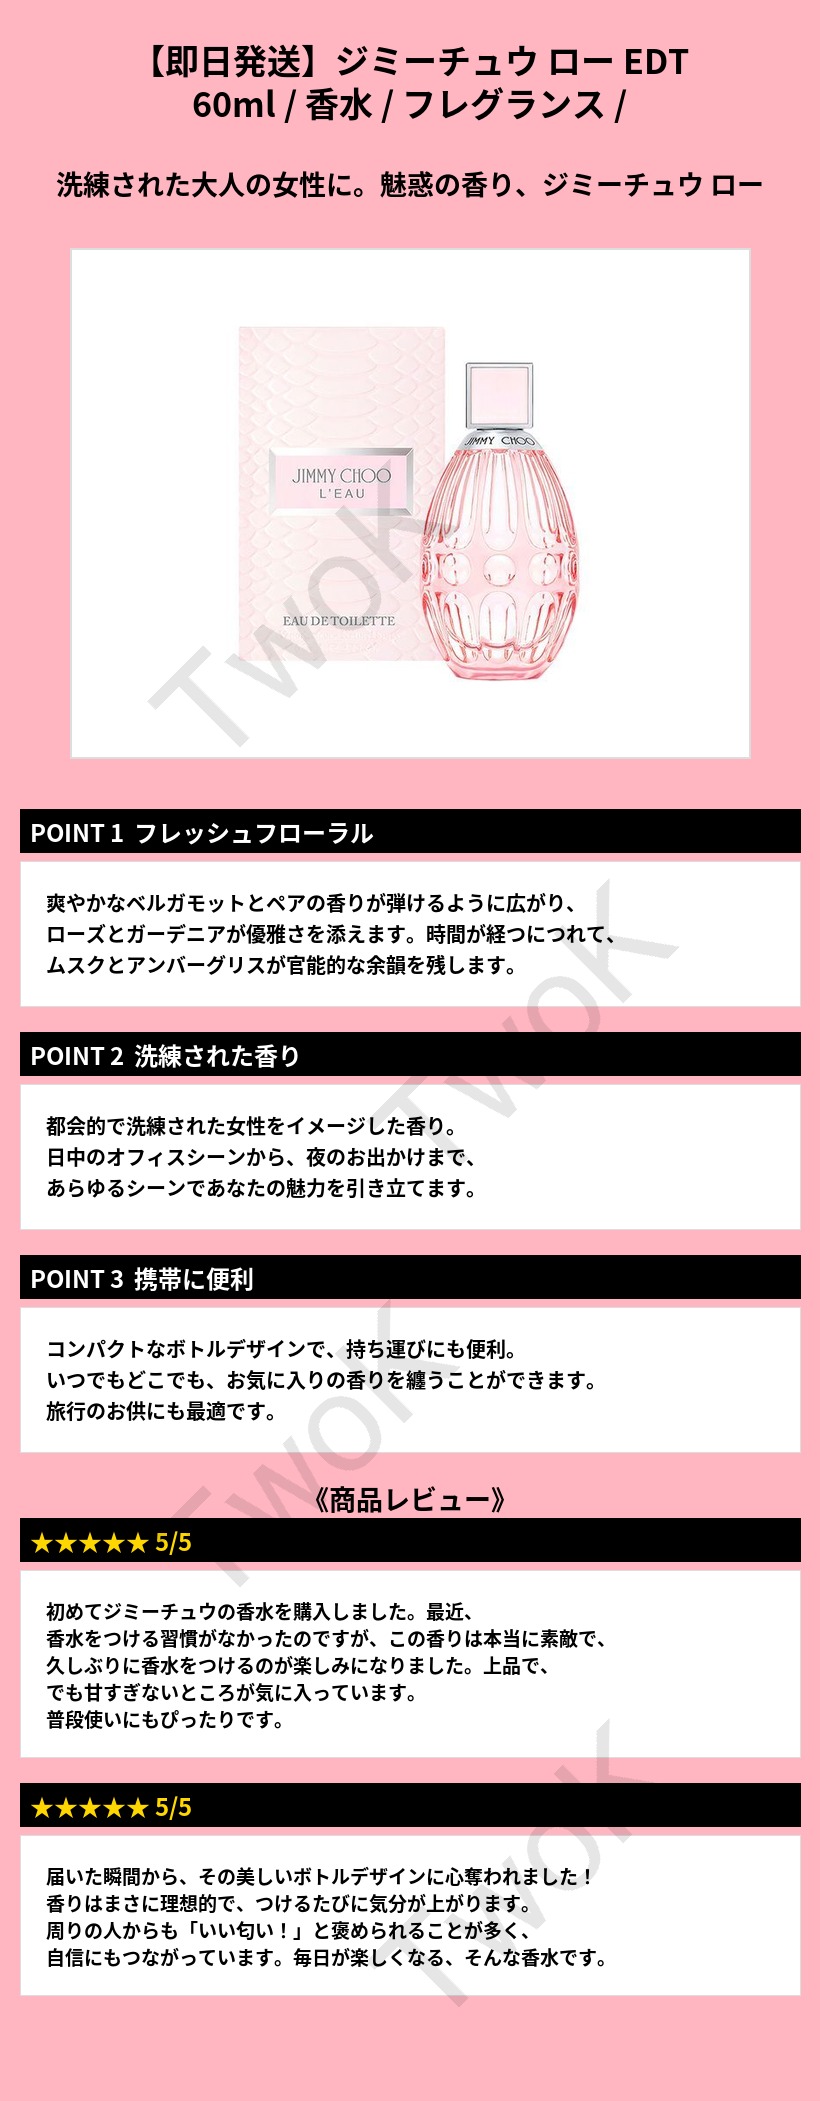 【即日発送】ジミーチュウ ロー EDT
60ml / 香水 / フレグランス /
洗練された大人の女性に。魅惑の香り、ジミーチュウ ロー
JIMMY CHOO
L'EAU
EAU DE TOILETTE
JIMMY CHOO
TwoK
POINT 1 フレッシュフローラル
爽やかなベルガモットとペアの香りが弾けるように広がり、
ローズとガーデニアが優雅さを添えます。時間が経つにつれて、
ムスクとアンバーグリスが官能的な余韻を残します。
TwoK
POINT 2 洗練された香り
都会的で洗練された女性をイメージした香り。
日中のオフィスシーンから、夜のお出かけまで、
あらゆるシーンであなたの魅力を引き立てます。
POINT 3 携帯に便利
コンパクトなボトルデザインで、持ち運びにも便利。
いつでもどこでも、お気に入りの香りを纏うことができます。
旅行のお供にも最適です。
TwoK
《商品レビュー》
★★★★★ 5/5
初めてジミーチュウの香水を購入しました。最近、
香水をつける習慣がなかったのですが、この香りは本当に素敵で、
久しぶりに香水をつけるのが楽しみになりました。上品で、
でも甘すぎないところが気に入っています。
普段使いにもぴったりです。
★★★★★ 5/5
届いた瞬間から、その美しいボトルデザインに心奪われました！
香りはまさに理想的で、つけるたびに気分が上がります。
周りの人からも「いい匂い！」と褒められることが多く、
自信にもつながっています。毎日が楽しくなる、そんな香水です。
TwoK